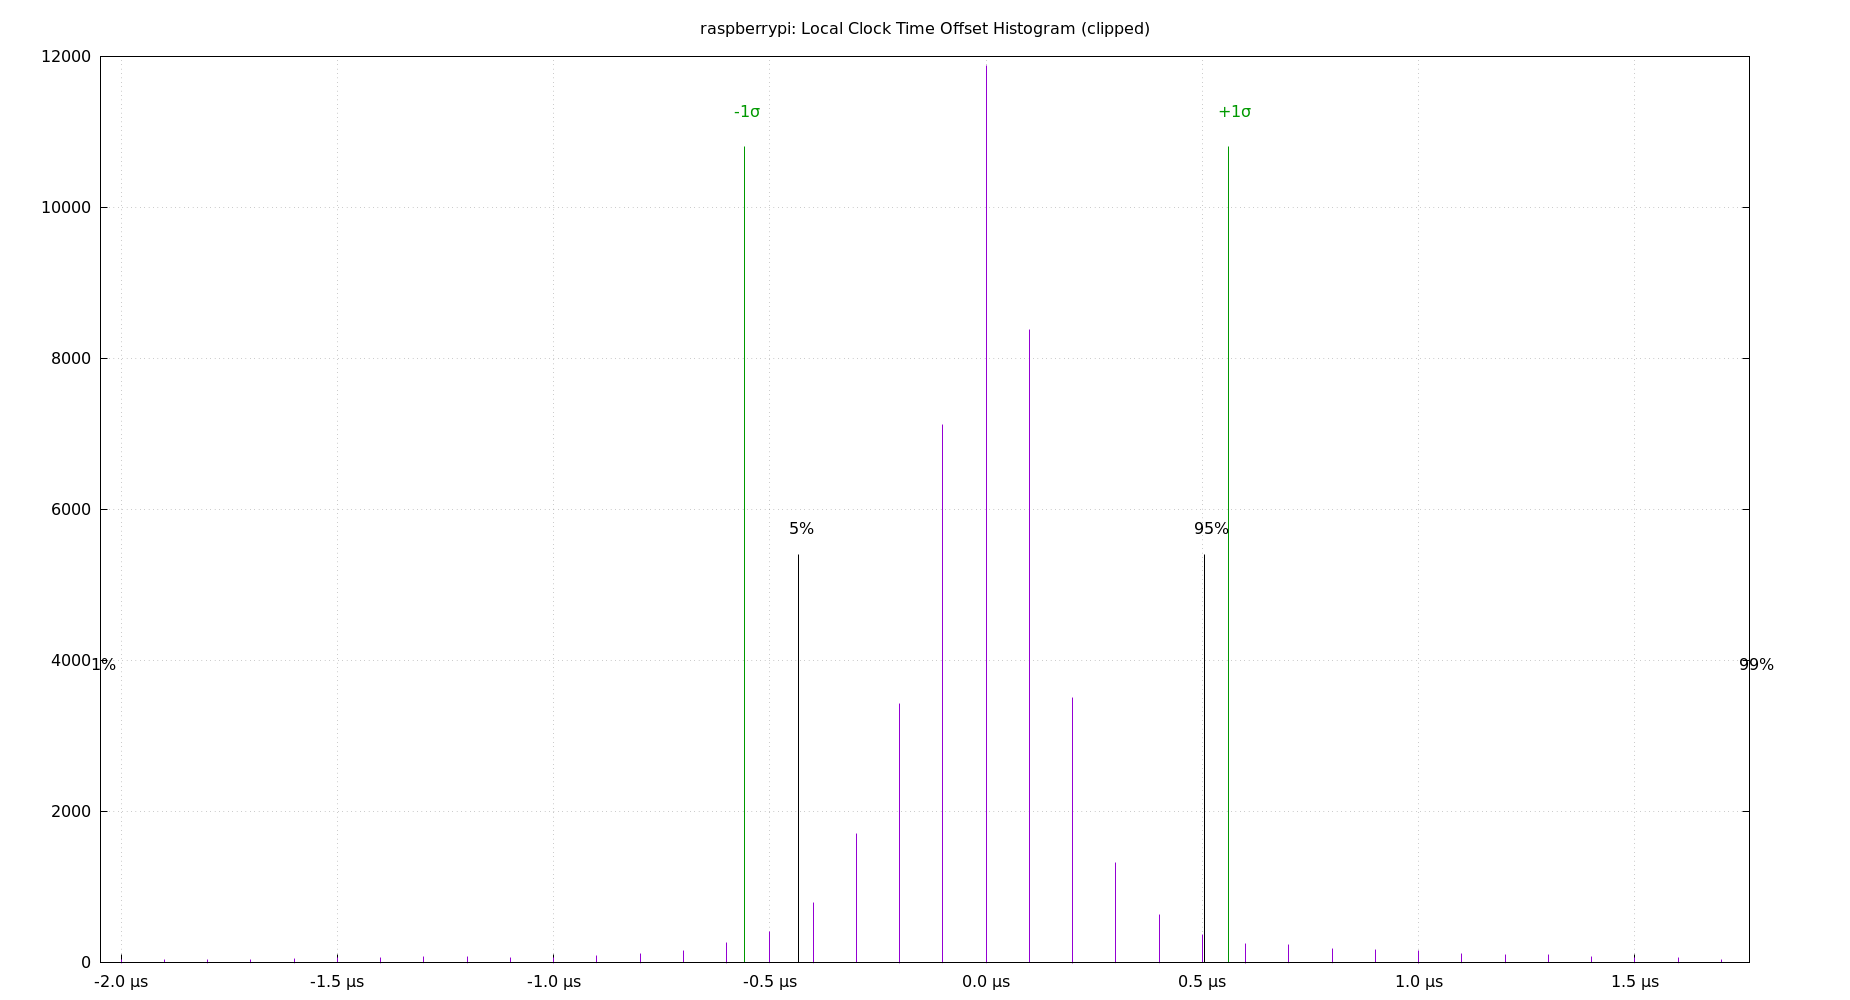 raspberrypi: Local Clock Time Offset Histogram (clipped)
12000
-1σ +1σ
10000
8000
6000
5% 95%
4000 1% 99%
2000
0
-2.0 µs -1.5 µs -1.0 µs -0.5 µs 0.0 µs 0.5 µs 1.0 µs 1.5 µs